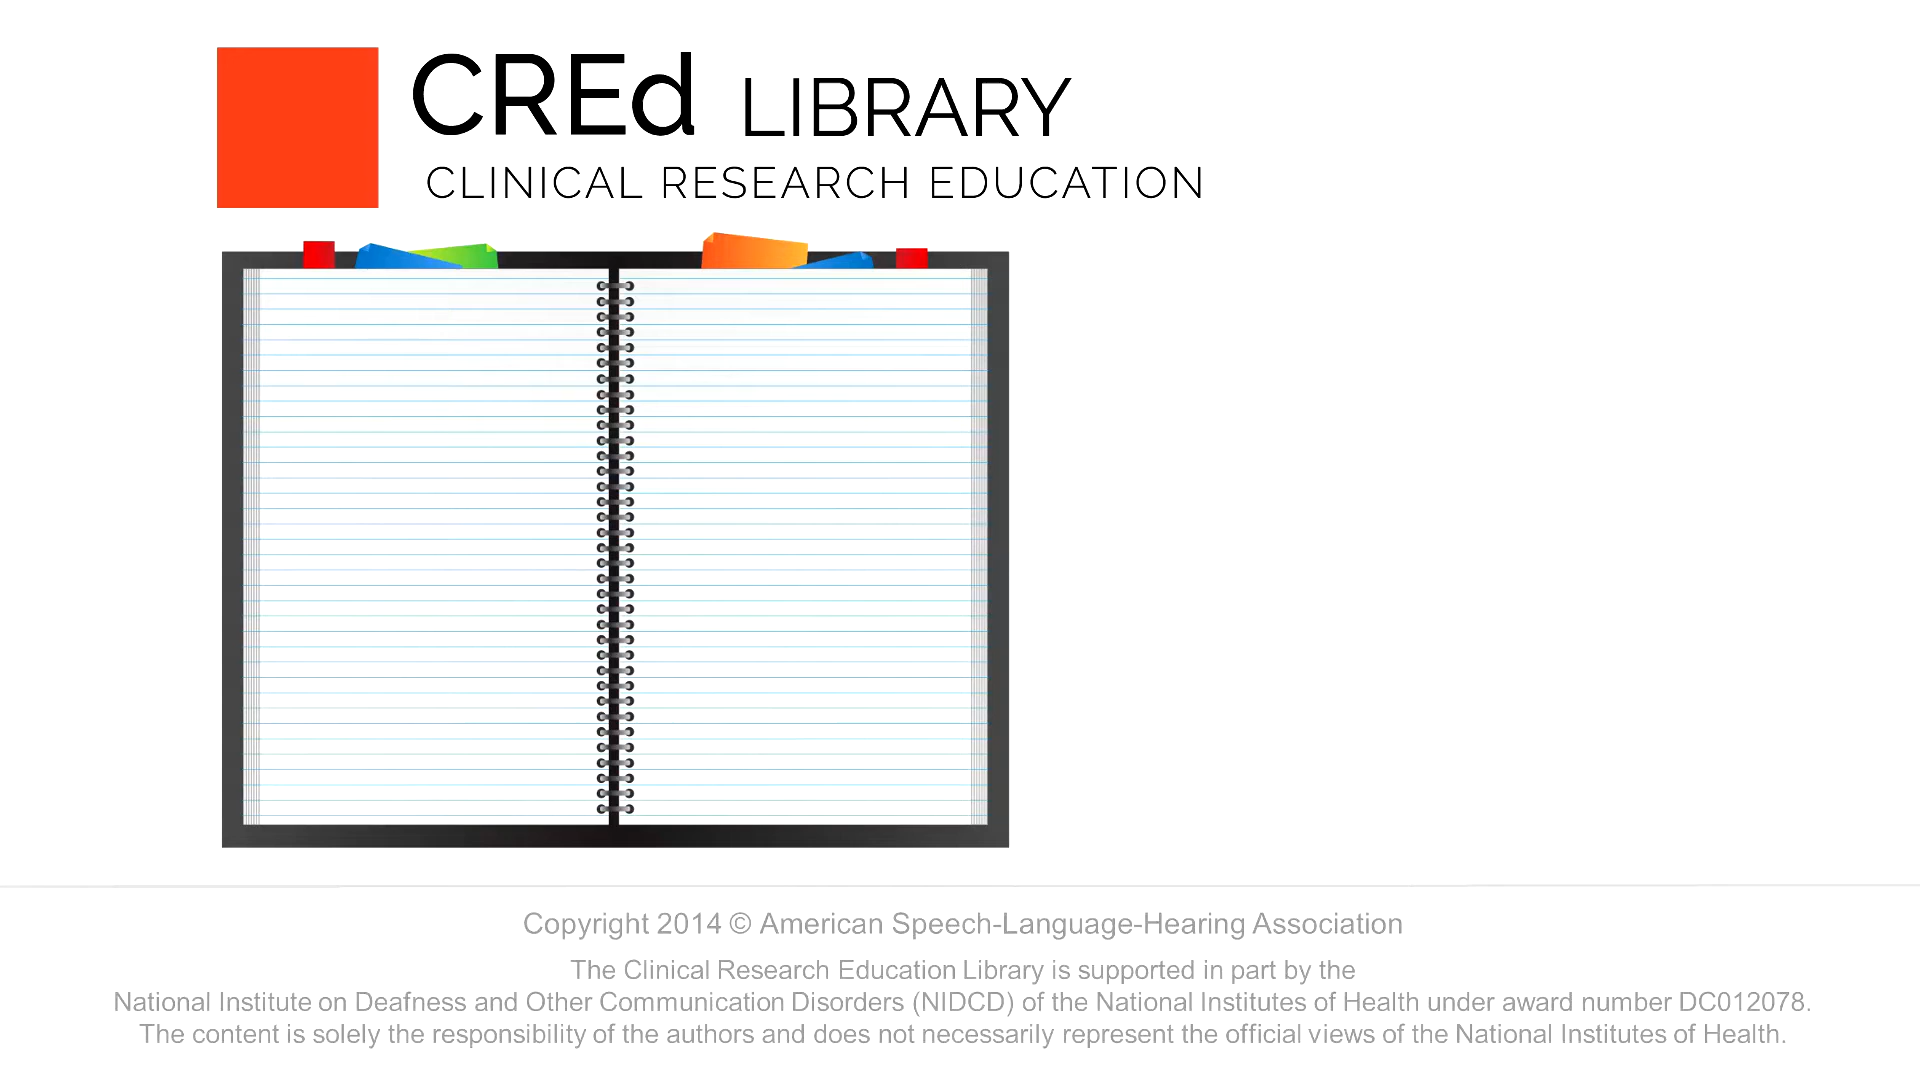 CREd LIBRARY
CLINICAL RESEARCH EDUCATION
Copyright 2014 © American Speech-Language-Hearing Association
The Clinical Research Education Library is supported in part by the
National Institute on Deafness and Other Communication Disorders (NIDCD) of the National Institutes of Health under award number DC012078.
The content is solely the responsibility of the authors and does not necessarily represent the official views of the National Institutes of Health.